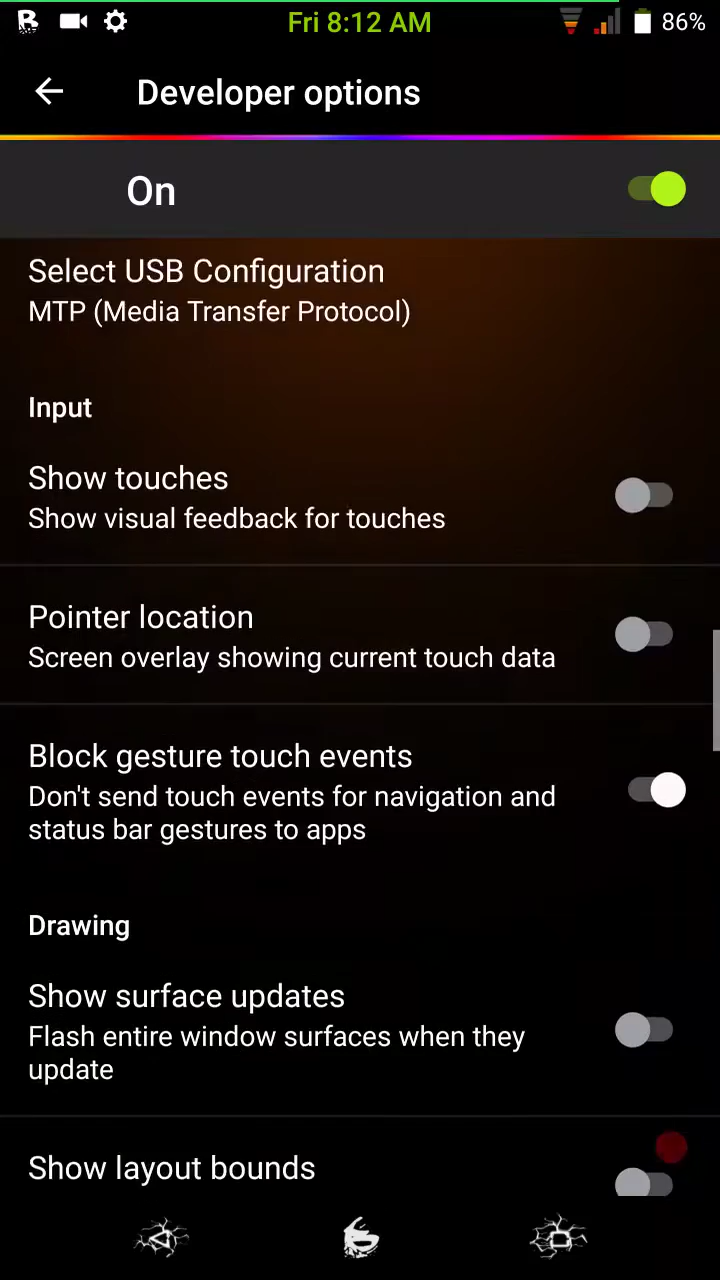 Fri 8:12 AM
86%
Developer options
On
Select USB Configuration
MTP (Media Transfer Protocol)
Input
Show touches
Show visual feedback for touches
Pointer location
Screen overlay showing current touch data
Block gesture touch events
Don't send touch events for navigation and
status bar gestures to apps
Drawing
Show surface updates
Flash entire window surfaces when they
update
Show layout bounds